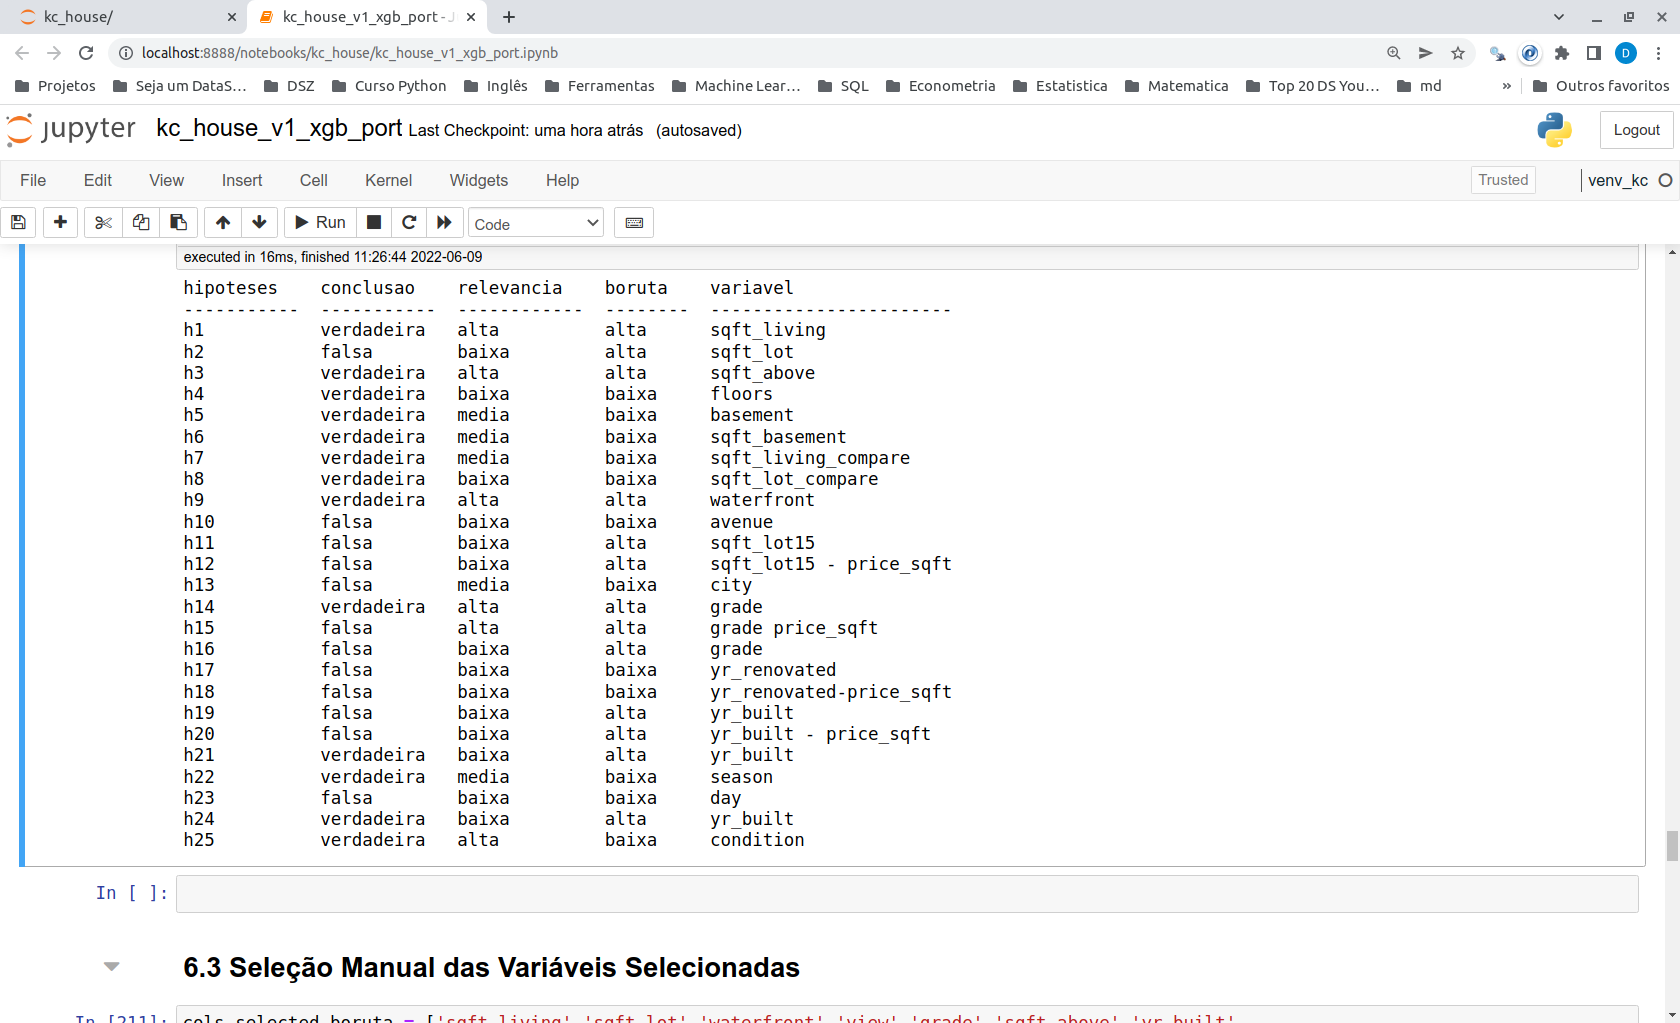 kc_house/
kc_house_v1_xgb_port - J
localhost:8888/notebooks/kc_house/kc_house_v1_xgb_port.ipynb
D
Projetos Seja um DataS... DSZ Curso Python Inglês Ferramentas Machine Lear... SQL Econometria Estatistica Matematica Top 20 DS You... md » Outros favoritos
jupyter kc_house_v1_xgb_port Last Checkpoint: uma hora atrás (autosaved) Logout
File Edit View Insert Cell Kernel Widgets Help Trusted venv_kc
Run Code
executed in 16ms, finished 11:26:44 2022-06-09
hipoteses conclusao relevancia boruta variavel
----------- ----------- ------------ -------- -----------------------
h1 verdadeira alta alta sqft_living
h2 falsa baixa alta sqft_lot
h3 verdadeira alta alta sqft_above
h4 verdadeira baixa baixa floors
h5 verdadeira media baixa basement
h6 verdadeira media baixa sqft_basement
h7 verdadeira media baixa sqft_living_compare
h8 verdadeira baixa baixa sqft_lot_compare
h9 verdadeira alta alta waterfront
h10 falsa baixa baixa avenue
h11 falsa baixa alta sqft_lot15
h12 falsa baixa alta sqft_lot15 - price_sqft
h13 falsa media baixa city
h14 verdadeira alta alta grade
h15 falsa alta alta grade price_sqft
h16 falsa baixa alta grade
h17 falsa baixa baixa yr_renovated
h18 falsa baixa baixa yr_renovated-price_sqft
h19 falsa baixa alta yr_built
h20 falsa baixa alta yr_built - price_sqft
h21 verdadeira baixa alta yr_built
h22 verdadeira media baixa season
h23 falsa baixa baixa day
h24 verdadeira baixa alta yr_built
h25 verdadeira alta baixa condition
In [ ]:
6.3 Seleção Manual das Variáveis Selecionadas
In [211]: cols_selected_boruta = ['sqft_living','sqft_lot','waterfront','view','grade','sqft_above','yr_built'